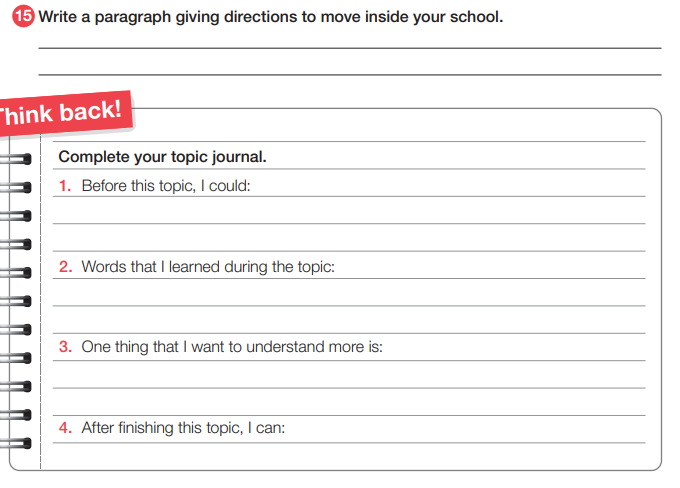 15 Write a paragraph giving directions to move inside your school.
Think back!
Complete your topic journal.
1. Before this topic, I could:
2. Words that I learned during the topic:
3. One thing that I want to understand more is:
4. After finishing this topic, I can: